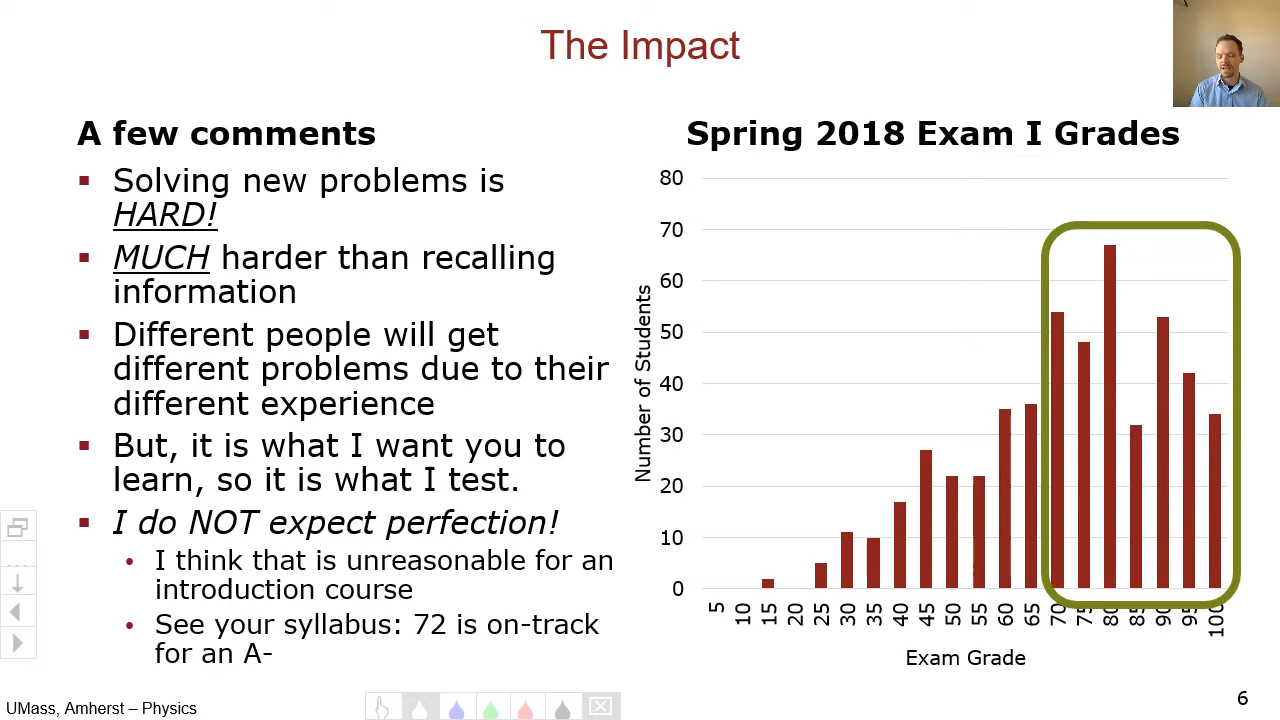 The Impact
A few comments
▪ Solving new problems is
HARD!
▪ MUCH harder than recalling
information
▪ Different people will get
different problems due to their
different experience
▪ But, it is what I want you to
learn, so it is what I test.
▪ I do NOT expect perfection!
• I think that is unreasonable for an
introduction course
• See your syllabus: 72 is on-track
for an A-
Spring 2018 Exam I Grades
80
70
60
50
40
30
20
10
0
Number of Students
5 10 15 20 25 30 35 40 45 50 55 60 65 70 75 80 85 90 95 100
Exam Grade
UMass, Amherst – Physics
6